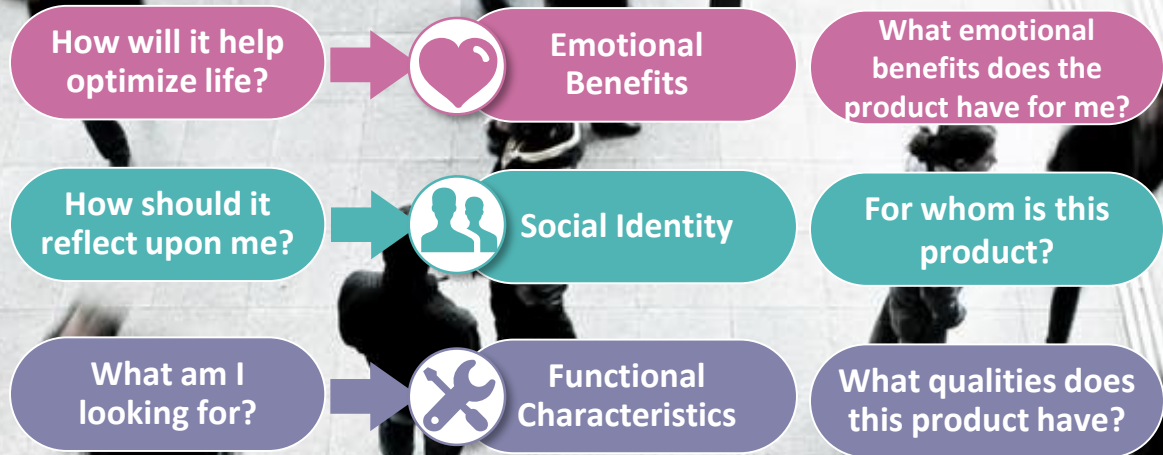 How will it help
optimize life?
Emotional
Benefits
What emotional
benefits does the
product have for me?
How should it
reflect upon me?
Social Identity
For whom is this
product?
What am I
looking for?
Functional
Characteristics
What qualities does
this product have?